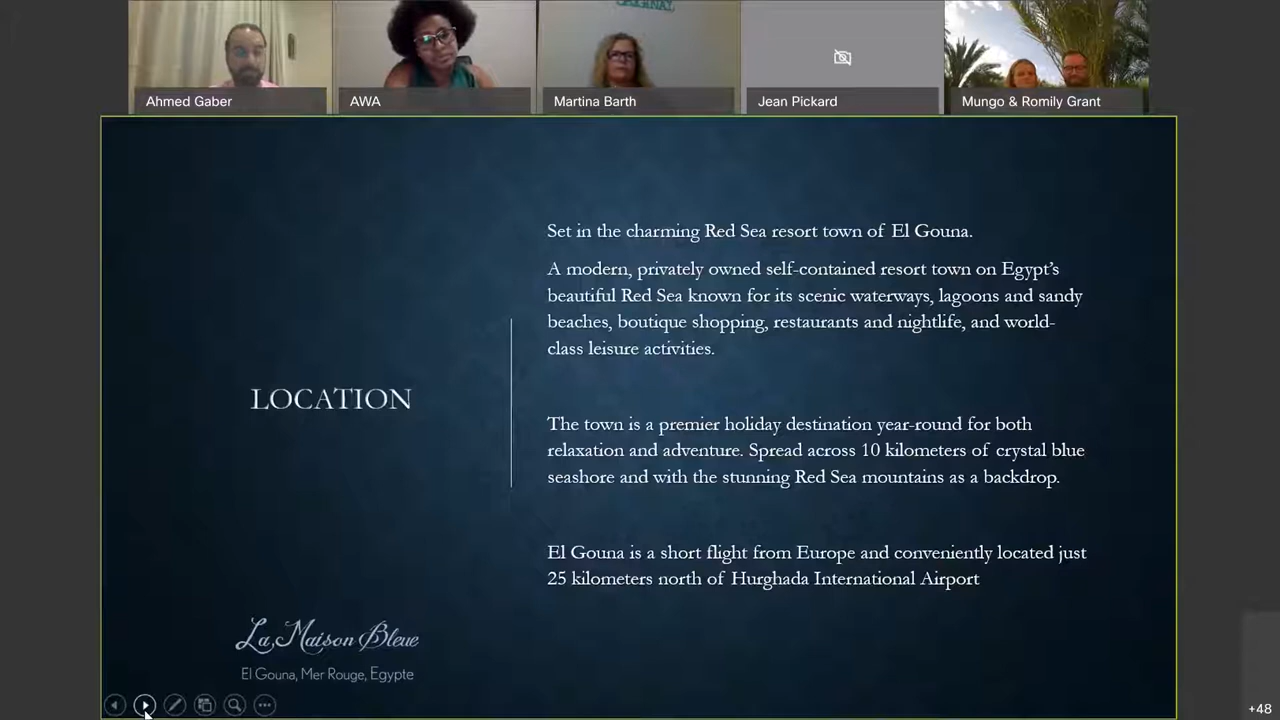 ORIGINAL
Ahmed Gaber
AWA
Martina Barth
Jean Pickard
Mungo & Romily Grant
Set in the charming Red Sea resort town of El Gouna.
A modern, privately owned self-contained resort town on Egypt’s
beautiful Red Sea known for its scenic waterways, lagoons and sandy
beaches, boutique shopping, restaurants and nightlife, and world-
class leisure activities.
LOCATION
The town is a premier holiday destination year-round for both
relaxation and adventure. Spread across 10 kilometers of crystal blue
seashore and with the stunning Red Sea mountains as a backdrop.
El Gouna is a short flight from Europe and conveniently located just
25 kilometers north of Hurghada International Airport
La Maison Bleue
El Gouna, Mer Rouge, Egypte
+48